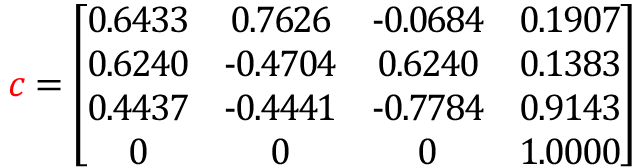 0.6433 0.7626 -0.0684 0.1907
0.6240 -0.4704 0.6240 0.1383
c =
0.4437 -0.4441 -0.7784 0.9143
0 0 0 1.0000